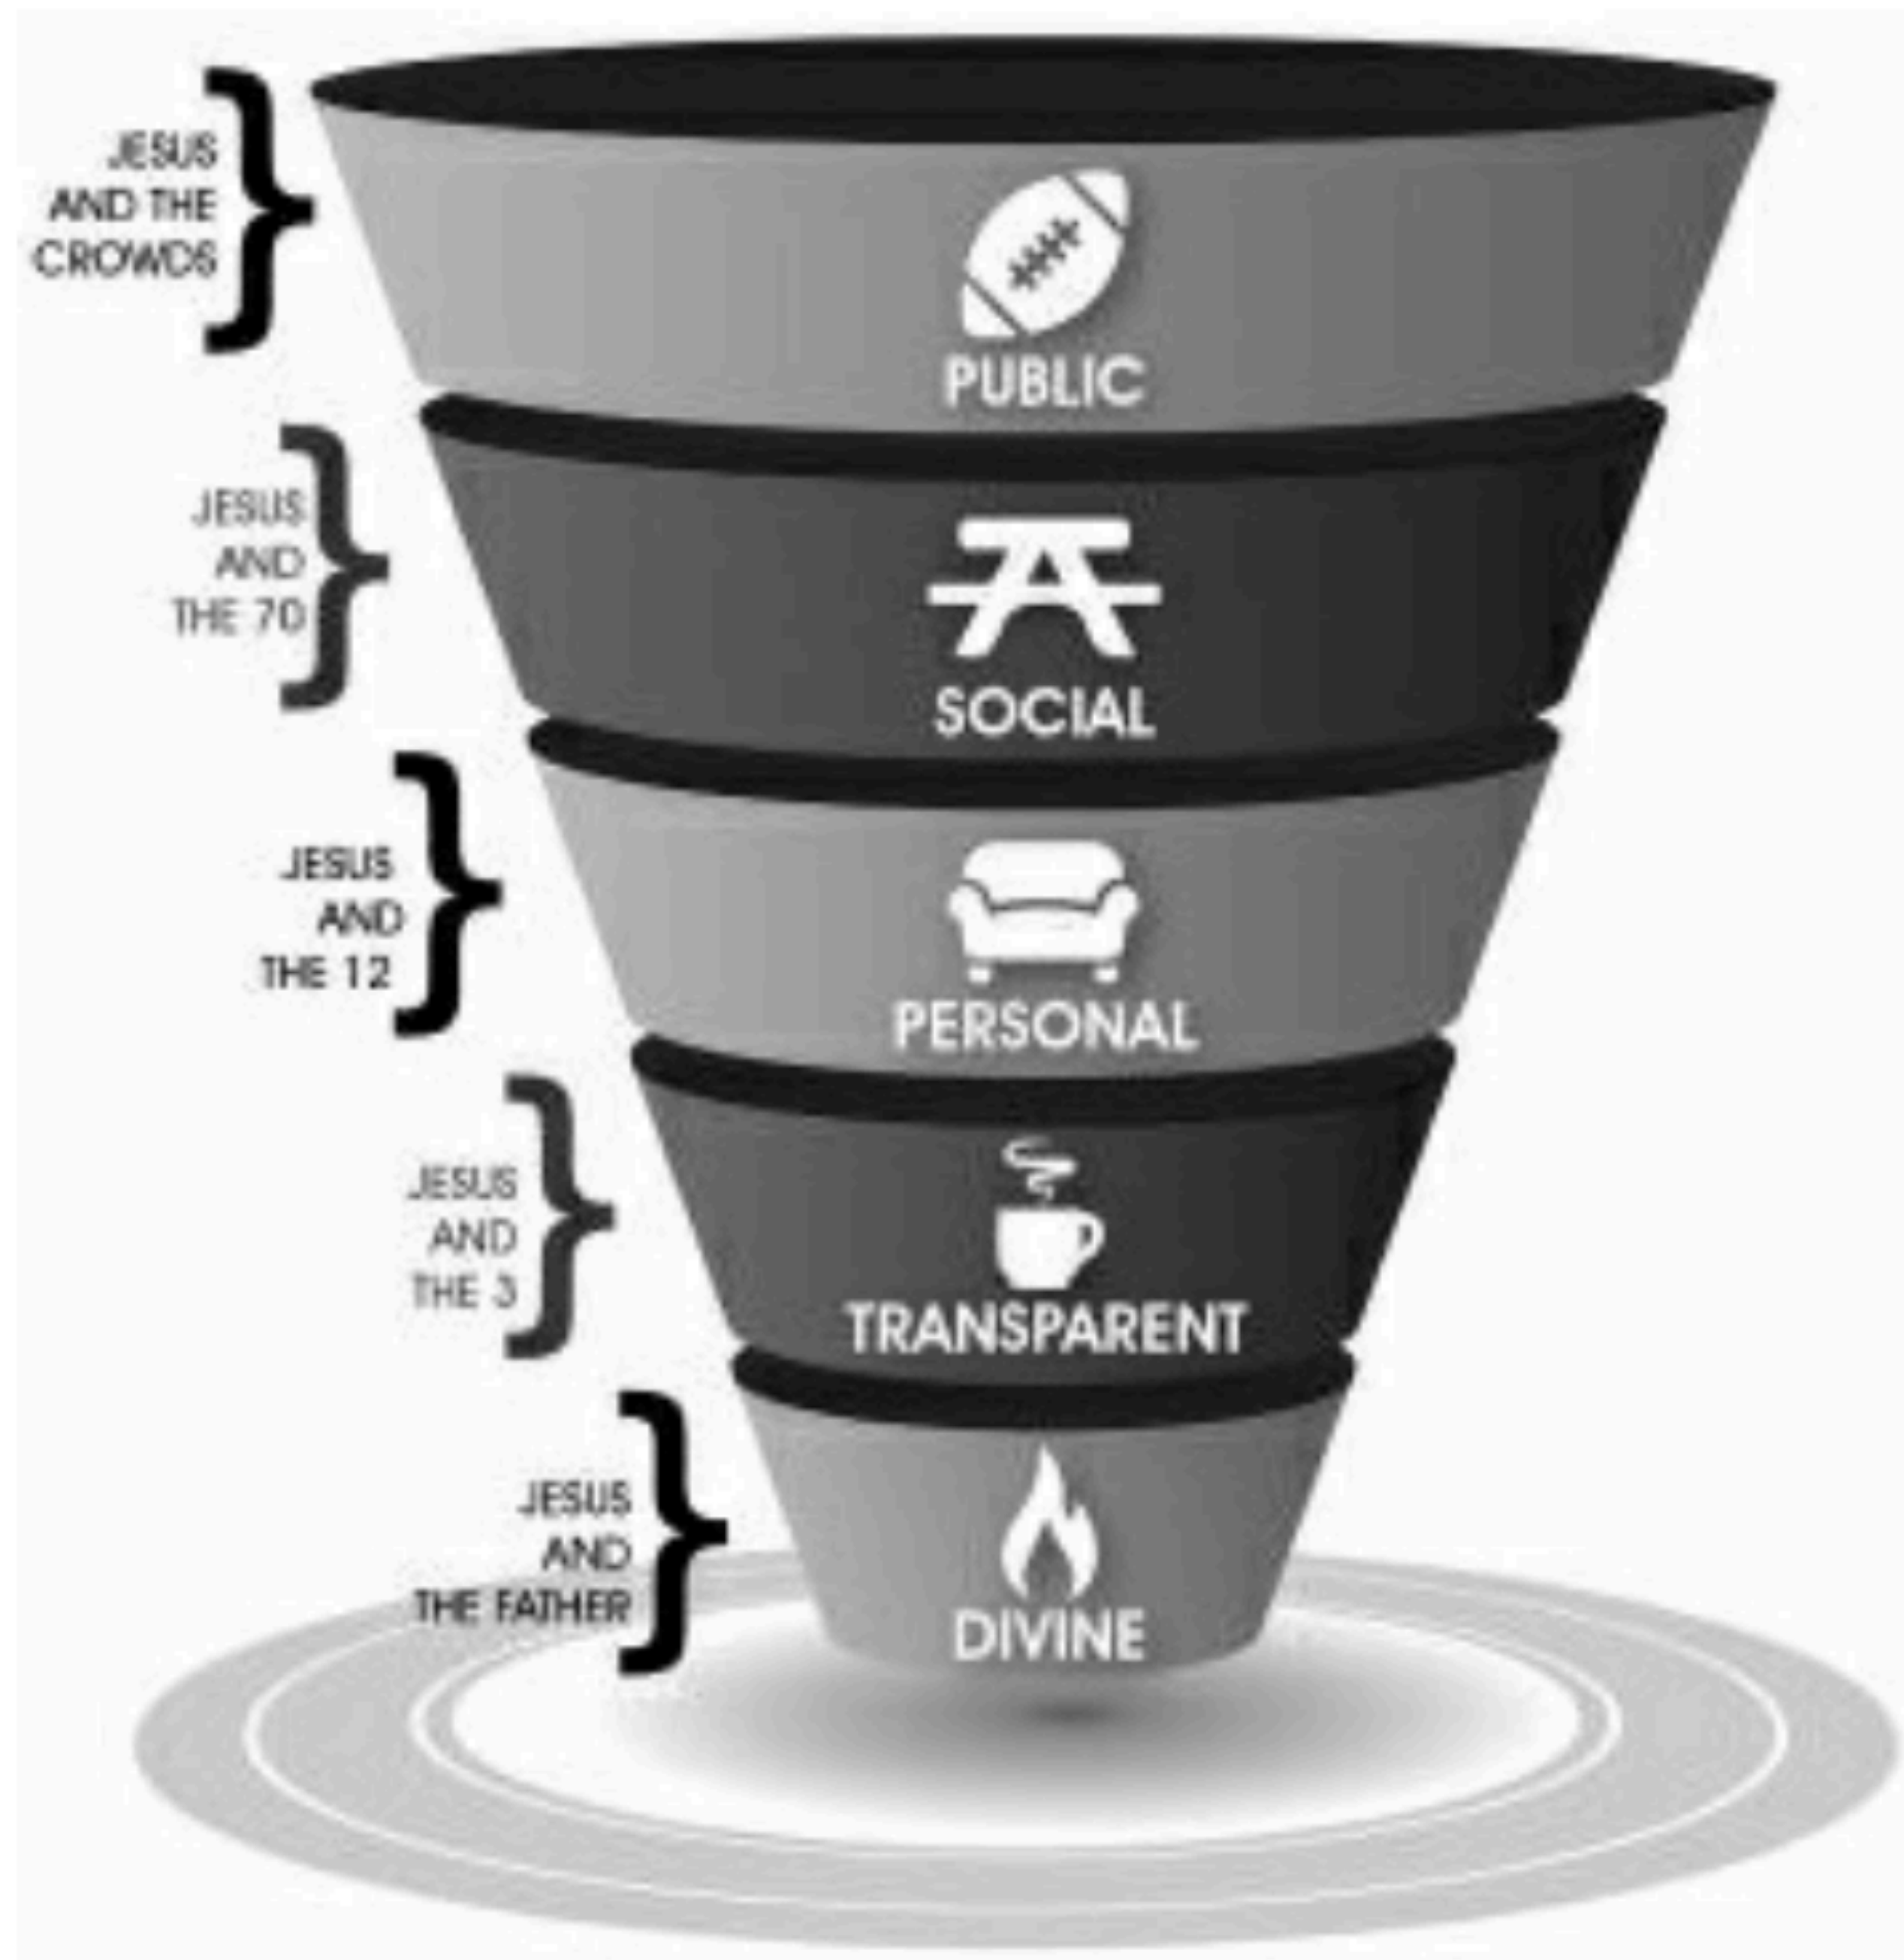 JESUS
AND THE
CROWDS
PUBLIC
JESUS
AND
THE 70
SOCIAL
JESUS
AND
THE 12
PERSONAL
JESUS
AND
THE 3
TRANSPARENT
JESUS
AND
THE FATHER
DIVINE